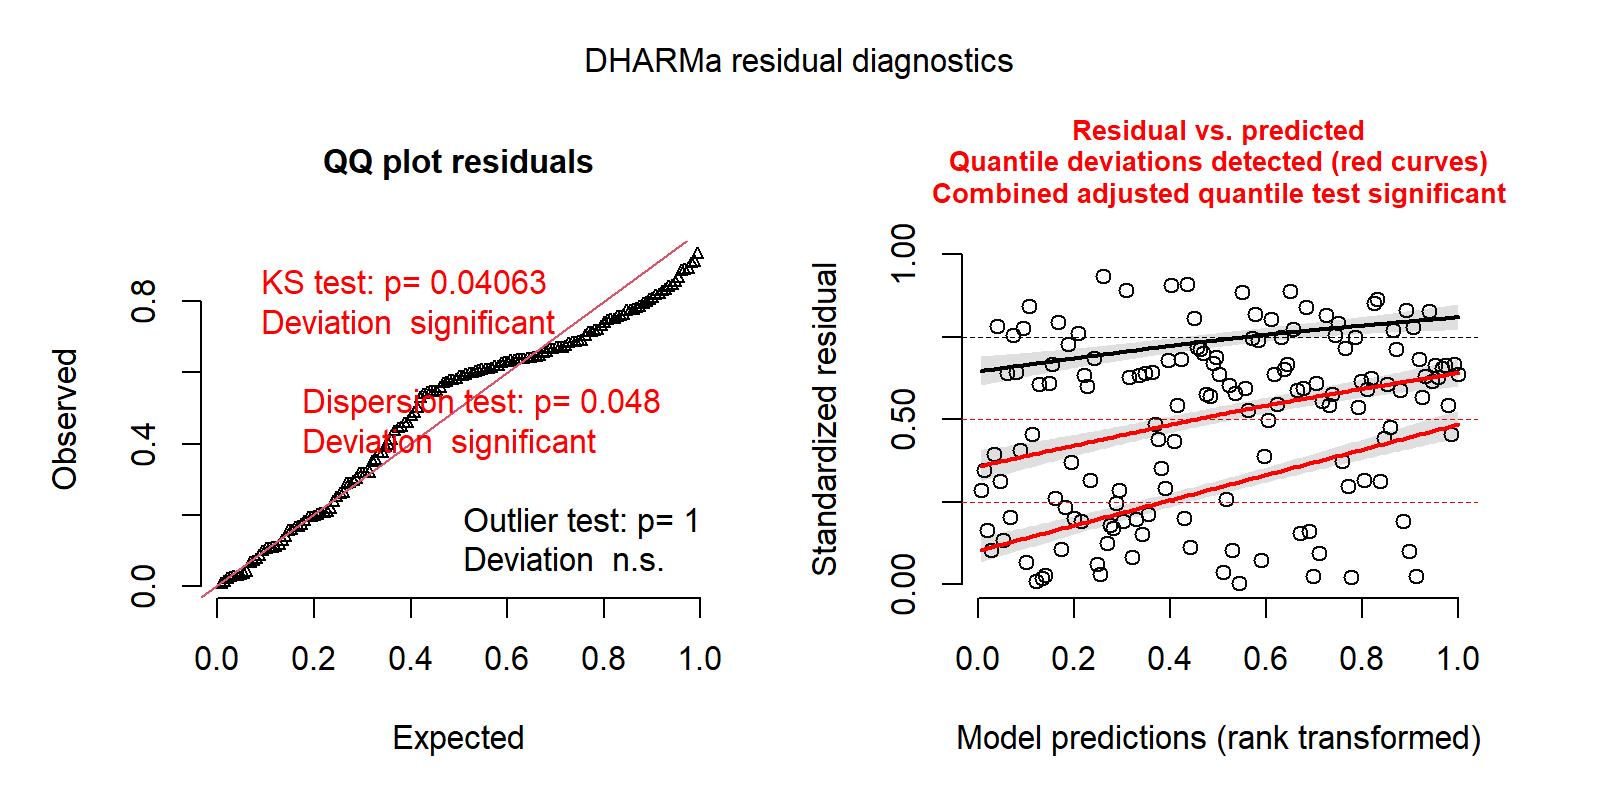 DHARMa residual diagnostics
QQ plot residuals
KS test: p= 0.04063
Deviation  significant
Dispersion test: p= 0.048
Deviation  significant
Outlier test: p= 1
Deviation  n.s.
Observed
0.0
0.4
0.8
0.0 0.2 0.4 0.6 0.8 1.0
Expected
Residual vs. predicted
Quantile deviations detected (red curves)
Combined adjusted quantile test significant
Standardized residual
0.00
0.50
1.00
0.0 0.2 0.4 0.6 0.8 1.0
Model predictions (rank transformed)